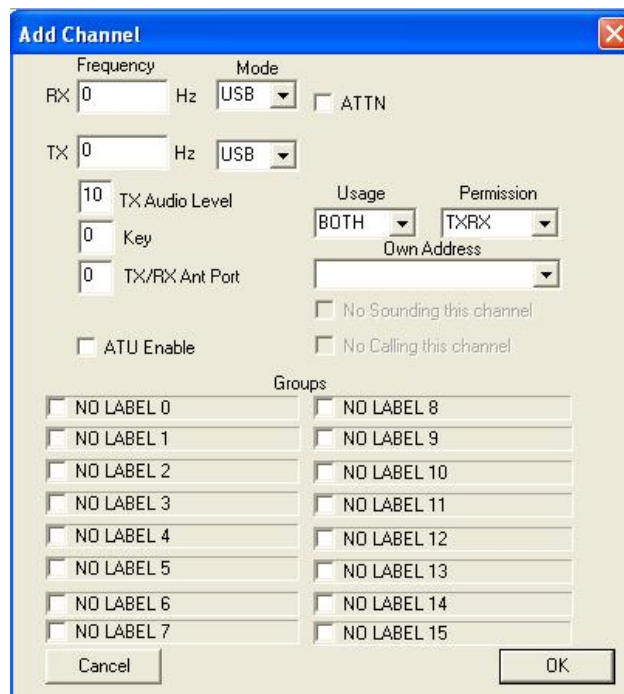 Add Channel
Frequency Mode
RX 0 Hz USB ATTN
TX 0 Hz USB
10 TX Audio Level
Usage Permission
BOTH TXRX
0 Key
Own Address
0 TX/RX Ant Port
No Sounding this channel
ATU Enable No Calling this channel
Groups
NO LABEL 0 NO LABEL 8
NO LABEL 1 NO LABEL 9
NO LABEL 2 NO LABEL 10
NO LABEL 3 NO LABEL 11
NO LABEL 4 NO LABEL 12
NO LABEL 5 NO LABEL 13
NO LABEL 6 NO LABEL 14
NO LABEL 7 NO LABEL 15
Cancel OK